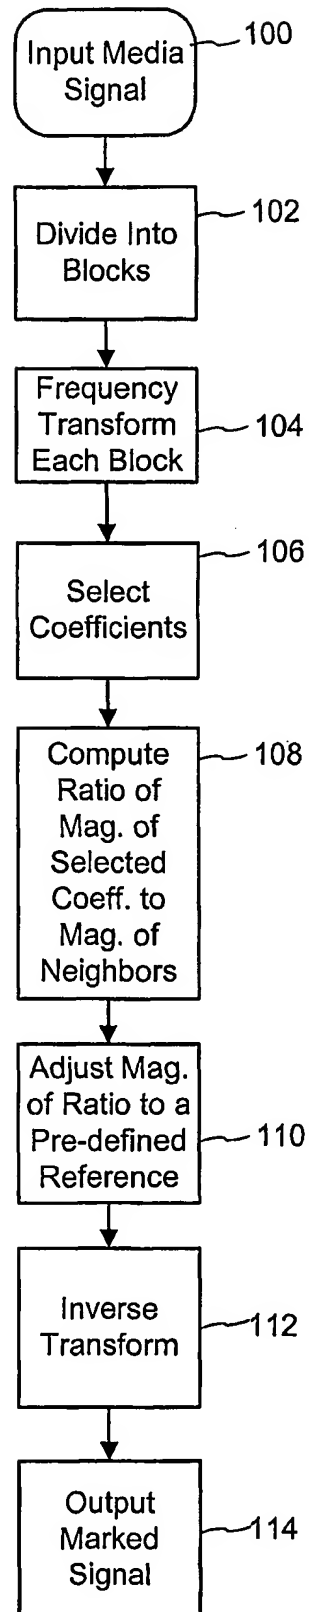 Input Media
Signal
100
Divide Into
Blocks
102
Frequency
Transform
Each Block
104
Select
Coefficients
106
Compute
Ratio of
Mag. of
Selected
Coeff. to
Mag. of
Neighbors
108
Adjust Mag.
of Ratio to a
Pre-defined
Reference
110
Inverse
Transform
112
Output
Marked
Signal
114